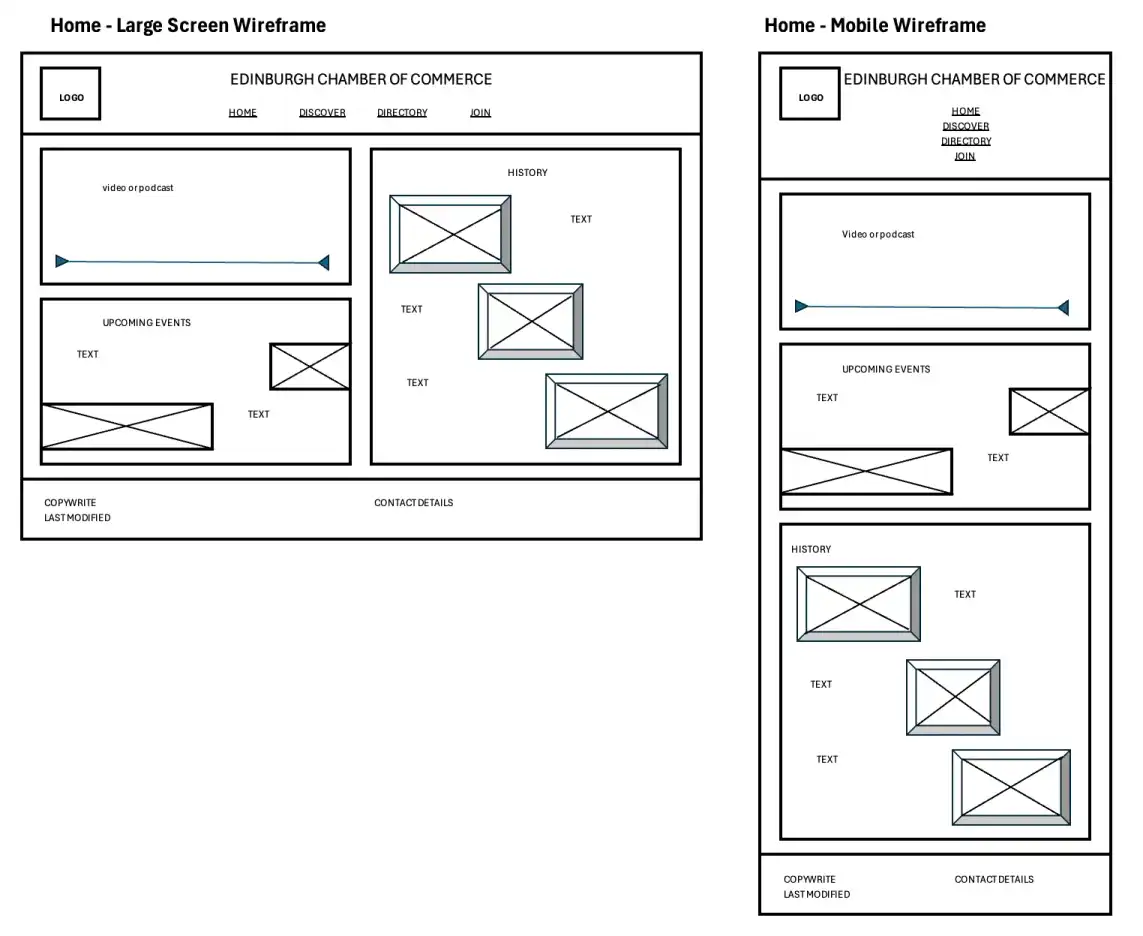 Home - Large Screen Wireframe
LOGO
EDINBURGH CHAMBER OF COMMERCE
HOME DISCOVER DIRECTORY JOIN
video or podcast
UPCOMING EVENTS
TEXT
TEXT
HISTORY
TEXT
TEXT
TEXT
COPYWRITE
LAST MODIFIED
CONTACT DETAILS
Home - Mobile Wireframe
LOGO
EDINBURGH CHAMBER OF COMMERCE
HOME
DISCOVER
DIRECTORY
JOIN
Video or podcast
UPCOMING EVENTS
TEXT
TEXT
HISTORY
TEXT
TEXT
TEXT
COPYWRITE
LAST MODIFIED
CONTACT DETAILS